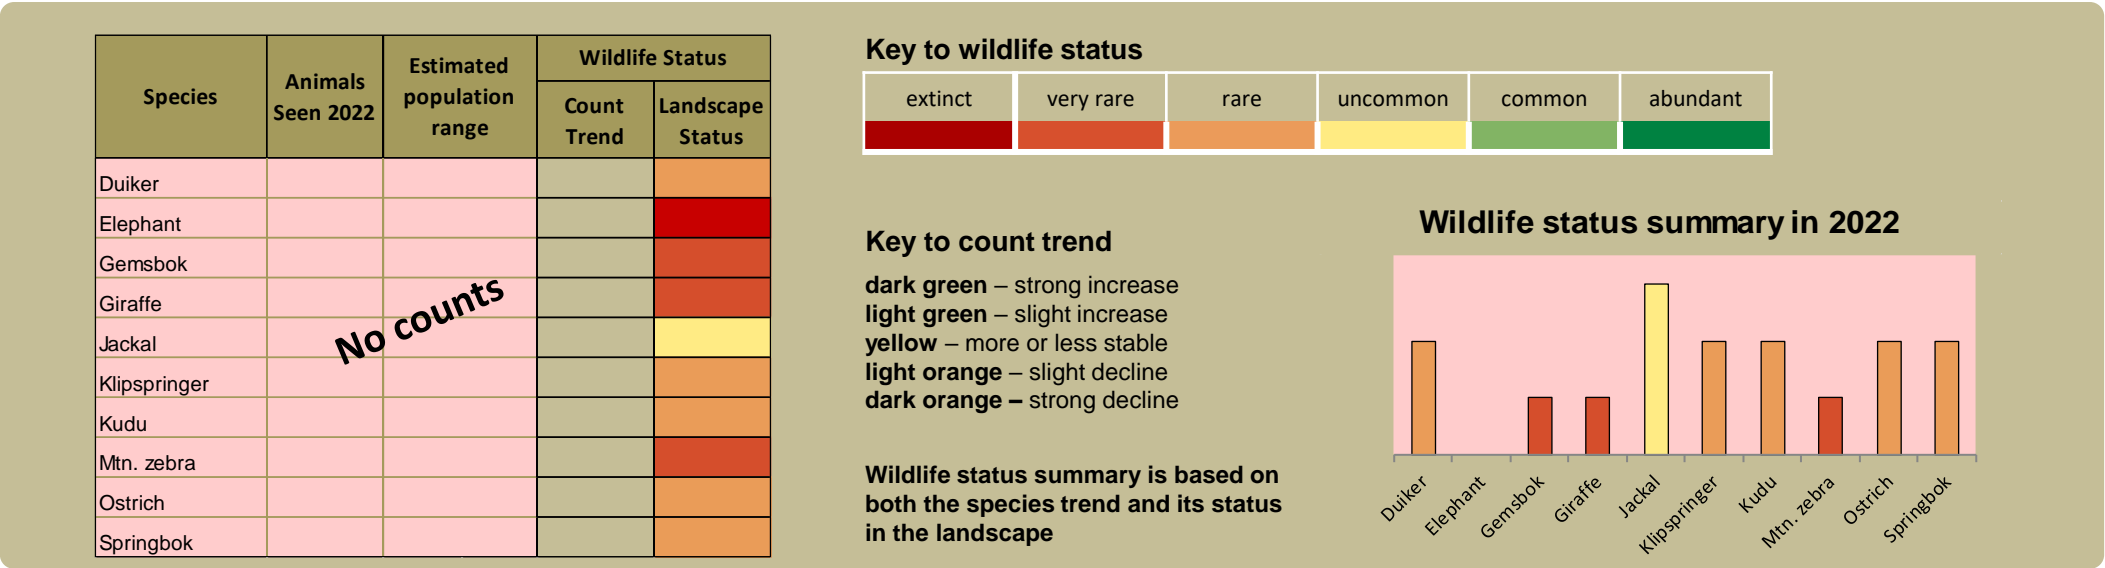 Species
Animals
Seen 2022
Estimated
population
range
Wildlife Status
Count
Trend
Landscape
Status
Duiker
Elephant
Gemsbok
Giraffe
Jackal
Klipspringer
Kudu
Mtn. zebra
Ostrich
Springbok
No counts
Key to wildlife status
extinct very rare rare uncommon common abundant
Key to count trend
dark green – strong increase
light green – slight increase
yellow – more or less stable
light orange – slight decline
dark orange – strong decline
Wildlife status summary is based on
both the species trend and its status
in the landscape
Wildlife status summary in 2022
Duiker
Elephant
Gemsbok
Giraffe
Jackal
Klipspringer
Kudu
Mtn. zebra
Ostrich
Springbok